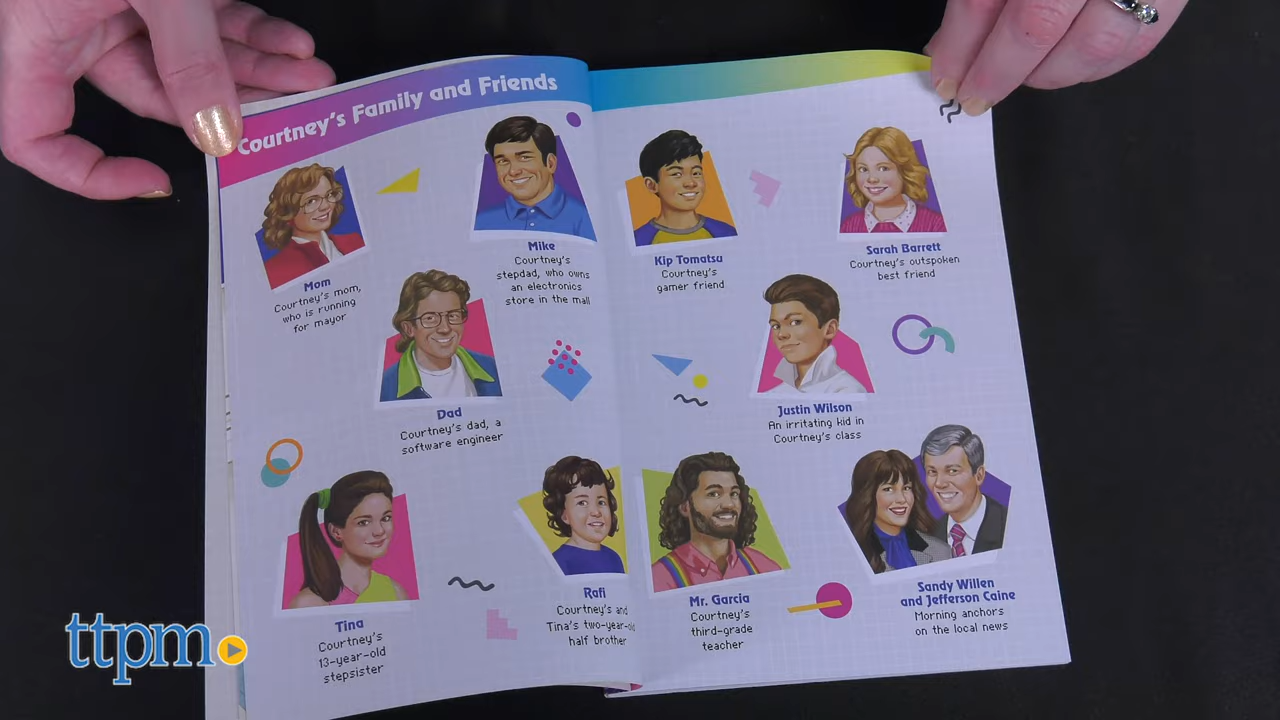 Courtney's Family and Friends
Mom
Courtney's mom,
who is running
for mayor
Mike
Courtney's
stepdad, who owns
an electronics
store in the mall
Dad
Courtney's dad, a
software engineer
Tina
Courtney's
13-year-old
stepsister
Rafi
Courtney's and
Tina's two-year-old
half brother
Kip Tomatsu
Courtney's
gamer friend
Sarah Barrett
Courtney's outspoken
best friend
Justin Wilson
An irritating kid in
Courtney's class
Mr. Garcia
Courtney's
third-grade
teacher
Sandy Willen
and Jefferson Caine
Morning anchors
on the local news
ttpm